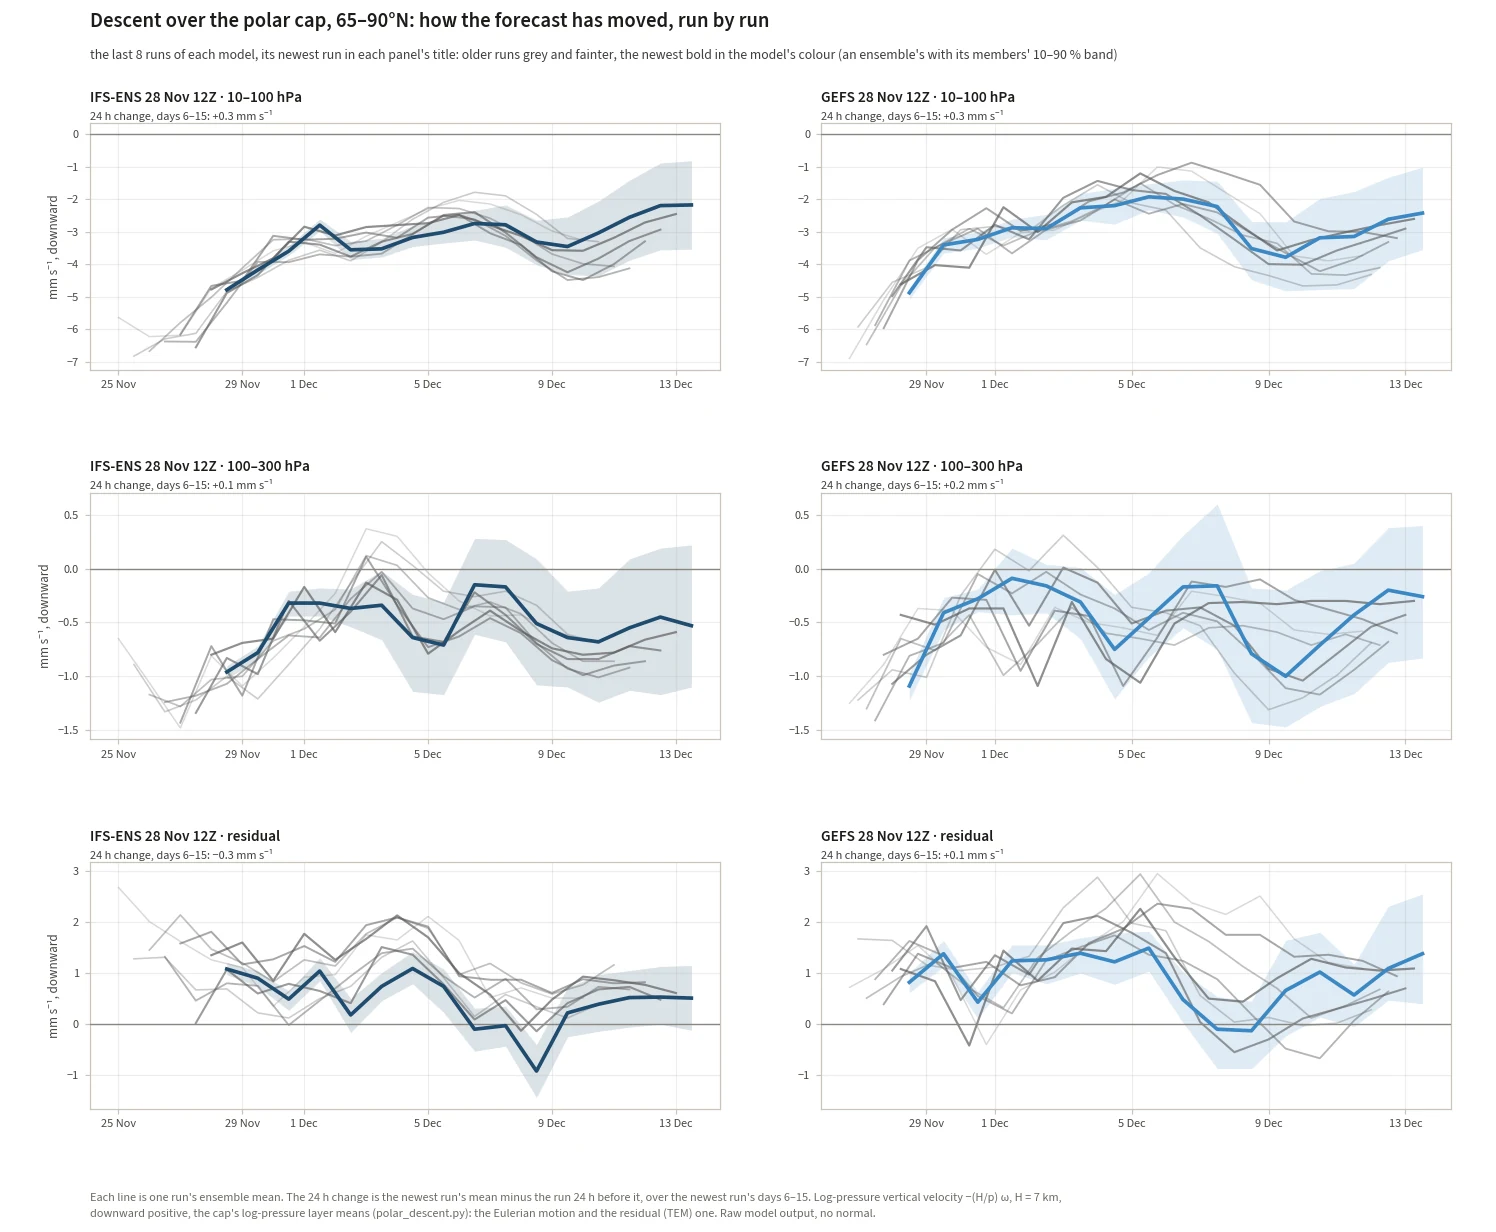 Descent over the polar cap, 65–90°N: how the forecast has moved, run by run
the last 8 runs of each model, its newest run in each panel's title: older runs grey and fainter, the newest bold in the model's colour (an ensemble's with its members' 10–90 % band)
IFS-ENS 28 Nov 12Z · 10–100 hPa
24 h change, days 6–15: +0.3 mm s⁻¹
mm s⁻¹, downward
0
−1
−2
−3
−4
−5
−6
−7
25 Nov
29 Nov
1 Dec
5 Dec
9 Dec
13 Dec
GEFS 28 Nov 12Z · 10–100 hPa
24 h change, days 6–15: +0.3 mm s⁻¹
0
−1
−2
−3
−4
−5
−6
−7
29 Nov
1 Dec
5 Dec
9 Dec
13 Dec
IFS-ENS 28 Nov 12Z · 100–300 hPa
24 h change, days 6–15: +0.1 mm s⁻¹
mm s⁻¹, downward
0.5
0.0
−0.5
−1.0
−1.5
25 Nov
29 Nov
1 Dec
5 Dec
9 Dec
13 Dec
GEFS 28 Nov 12Z · 100–300 hPa
24 h change, days 6–15: +0.2 mm s⁻¹
0.5
0.0
−0.5
−1.0
−1.5
29 Nov
1 Dec
5 Dec
9 Dec
13 Dec
IFS-ENS 28 Nov 12Z · residual
24 h change, days 6–15: −0.3 mm s⁻¹
mm s⁻¹, downward
3
2
1
0
−1
25 Nov
29 Nov
1 Dec
5 Dec
9 Dec
13 Dec
GEFS 28 Nov 12Z · residual
24 h change, days 6–15: +0.1 mm s⁻¹
3
2
1
0
−1
29 Nov
1 Dec
5 Dec
9 Dec
13 Dec
Each line is one run's ensemble mean. The 24 h change is the newest run's mean minus the run 24 h before it, over the newest run's days 6–15. Log-pressure vertical velocity −(H/p) ω, H = 7 km,
downward positive, the cap's log-pressure layer means (polar_descent.py): the Eulerian motion and the residual (TEM) one. Raw model output, no normal.